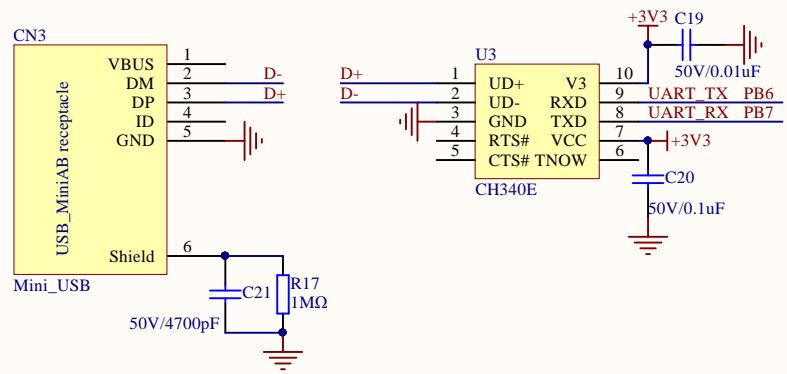 CN3
USB_MiniAB receptacle
VBUS 1
DM 2 D-
DP 3 D+
ID 4
GND 5
Shield 6
Mini_USB
C21
50V/4700pF
R17
1MΩ
U3
D+ 1 UD+
D- 2 UD-
3 GND
4 RTS#
5 CTS#
V3 10
RXD 9 UART_TX PB6
TXD 8 UART_RX PB7
VCC 7 +3V3
TNOW 6
CH340E
+3V3
C19
50V/0.01uF
C20
50V/0.1uF